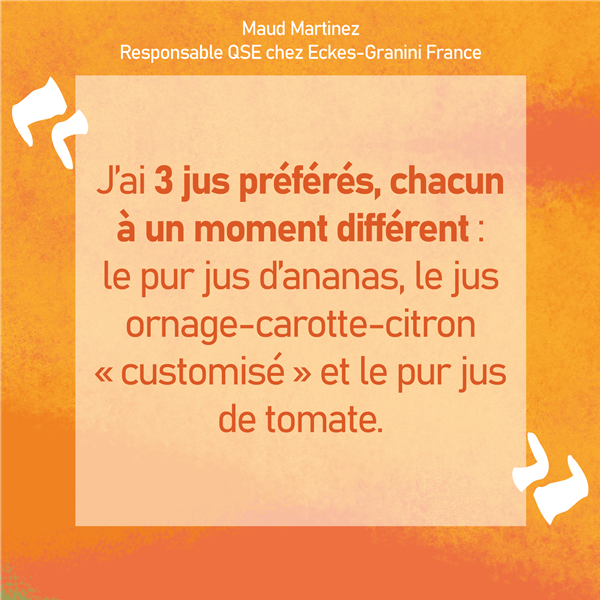 Maud Martinez
Responsable QSE chez Eckes-Granini France
J’ai 3 jus préférés, chacun
à un moment différent :
le pur jus d’ananas, le jus
ornage-carotte-citron
« customisé » et le pur jus
de tomate.